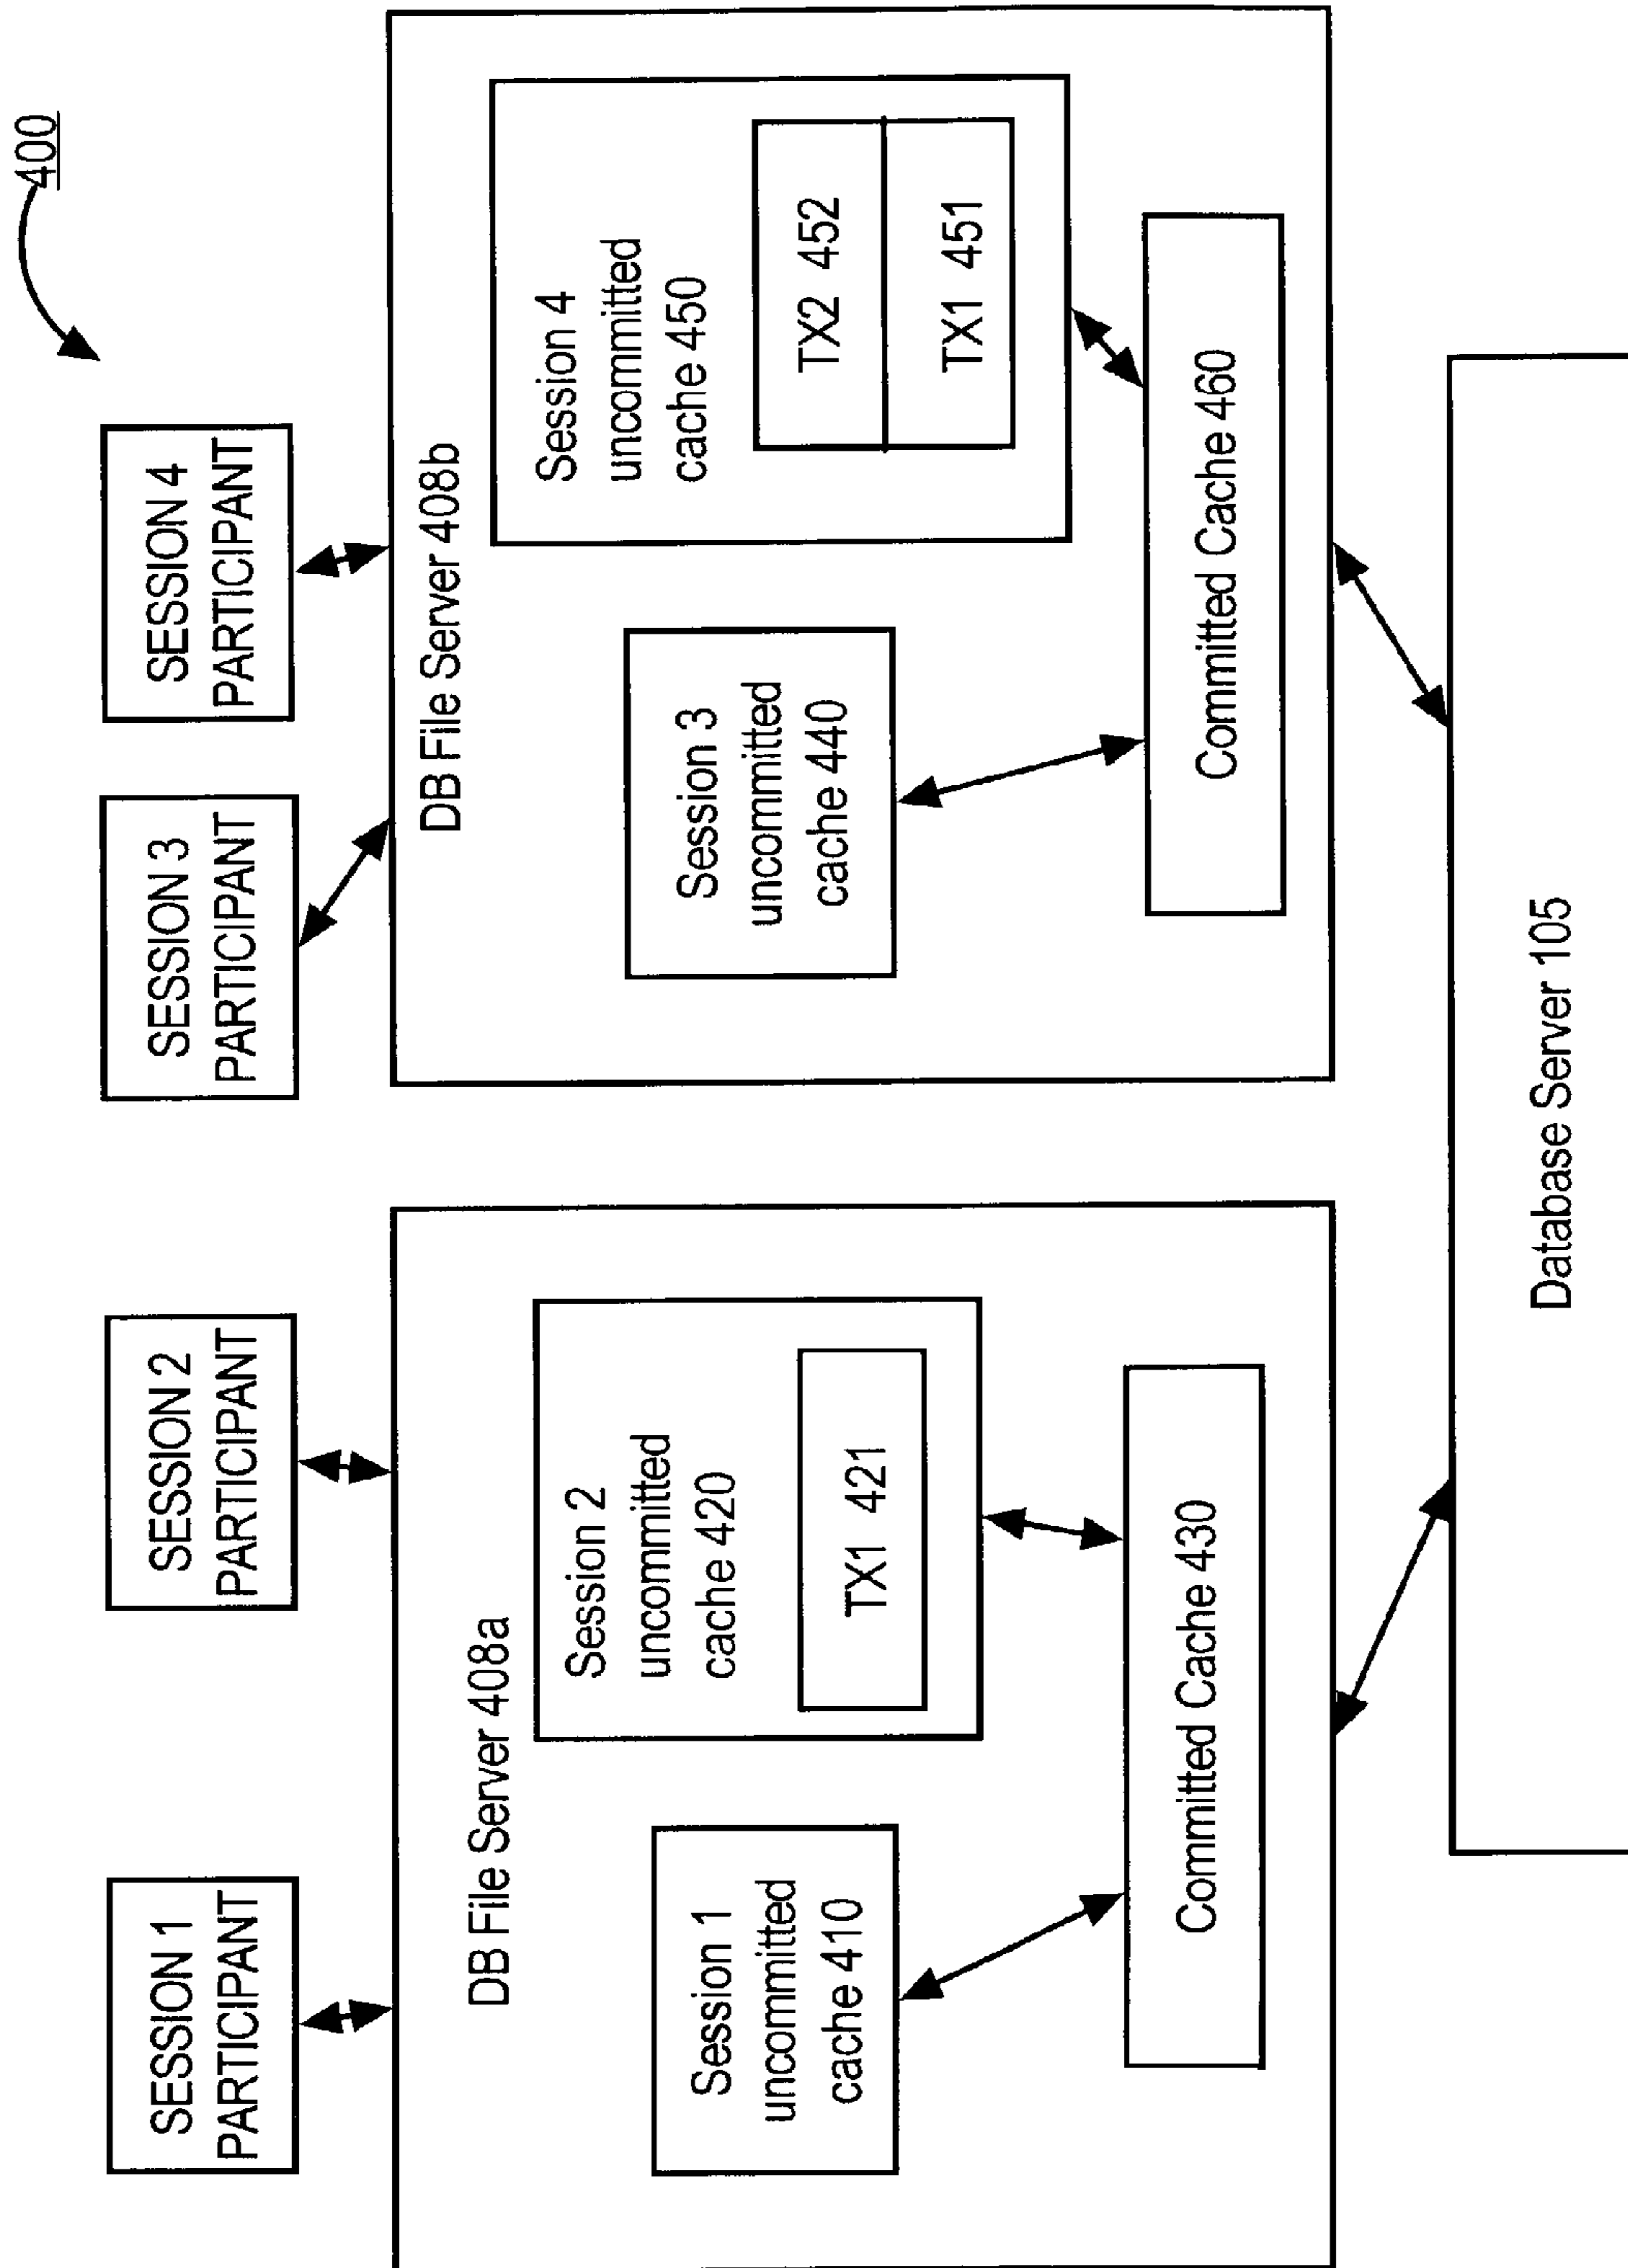 400
SESSION 1
PARTICIPANT
SESSION 2
PARTICIPANT
SESSION 3
PARTICIPANT
SESSION 4
PARTICIPANT
DB File Server 408a
Session 1
uncommitted
cache 410
Session 2
uncommitted
cache 420
TX1 421
Committed Cache 430
DB File Server 408b
Session 3
uncommitted
cache 440
Session 4
uncommitted
cache 450
TX2 452
TX1 451
Committed Cache 460
Database Server 105